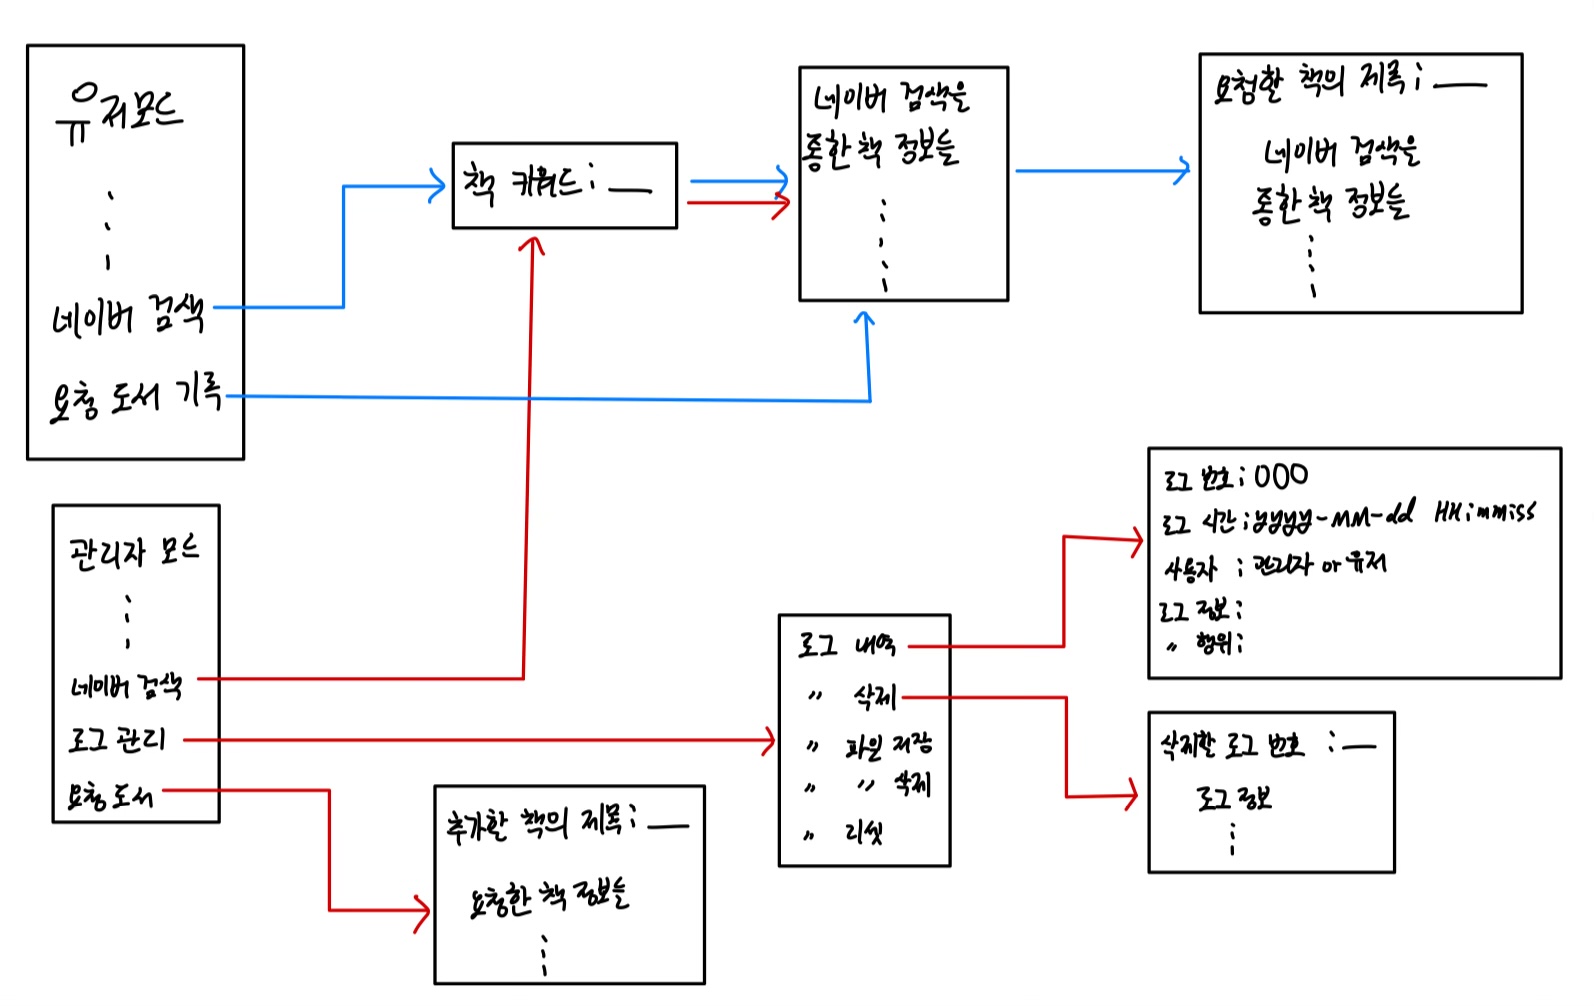 유저모드
네이버 검색
요청 도서 기록
책 키워드 : __
네이버 검색을
통한 책 정보들
요청할 책의 제목 : __
네이버 검색을
통한 책 정보들
관리자 모드
네이버 검색
로그 관리
요청 도서
추가할 책의 제목 : __
요청한 책 정보들
로그 내역
〃 삭제
〃 파일 저장
〃 〃 삭제
〃 리셋
로그 번호 : 000
로그 시간 : yyyy-MM-dd HH:mm:ss
사용자 : 관리자 or 유저
로그 정보 :
〃 행위 :
삭제할 로그 번호 : __
로그 정보